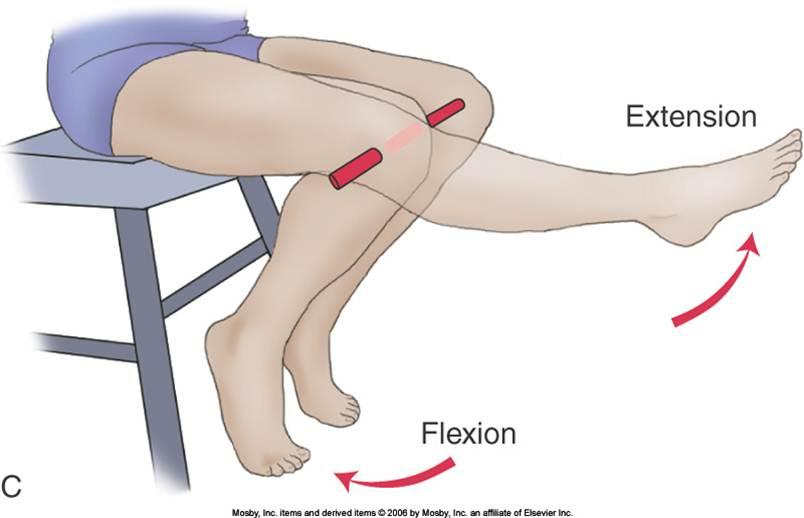 Extension
Flexion
C
Mosby, Inc. items and derived items © 2006 by Mosby, Inc. an affiliate of Elsevier Inc.